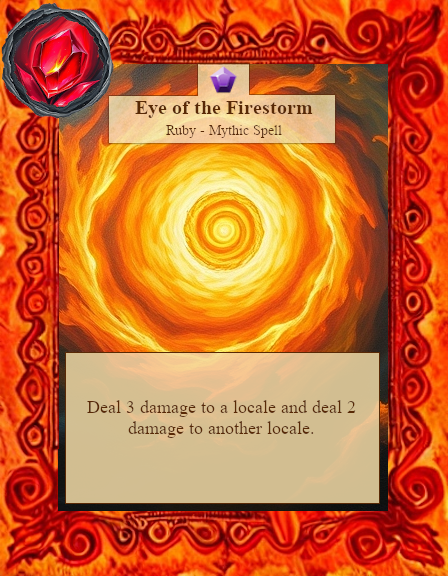 Eye of the Firestorm
Ruby - Mythic Spell
Deal 3 damage to a locale and deal 2
damage to another locale.